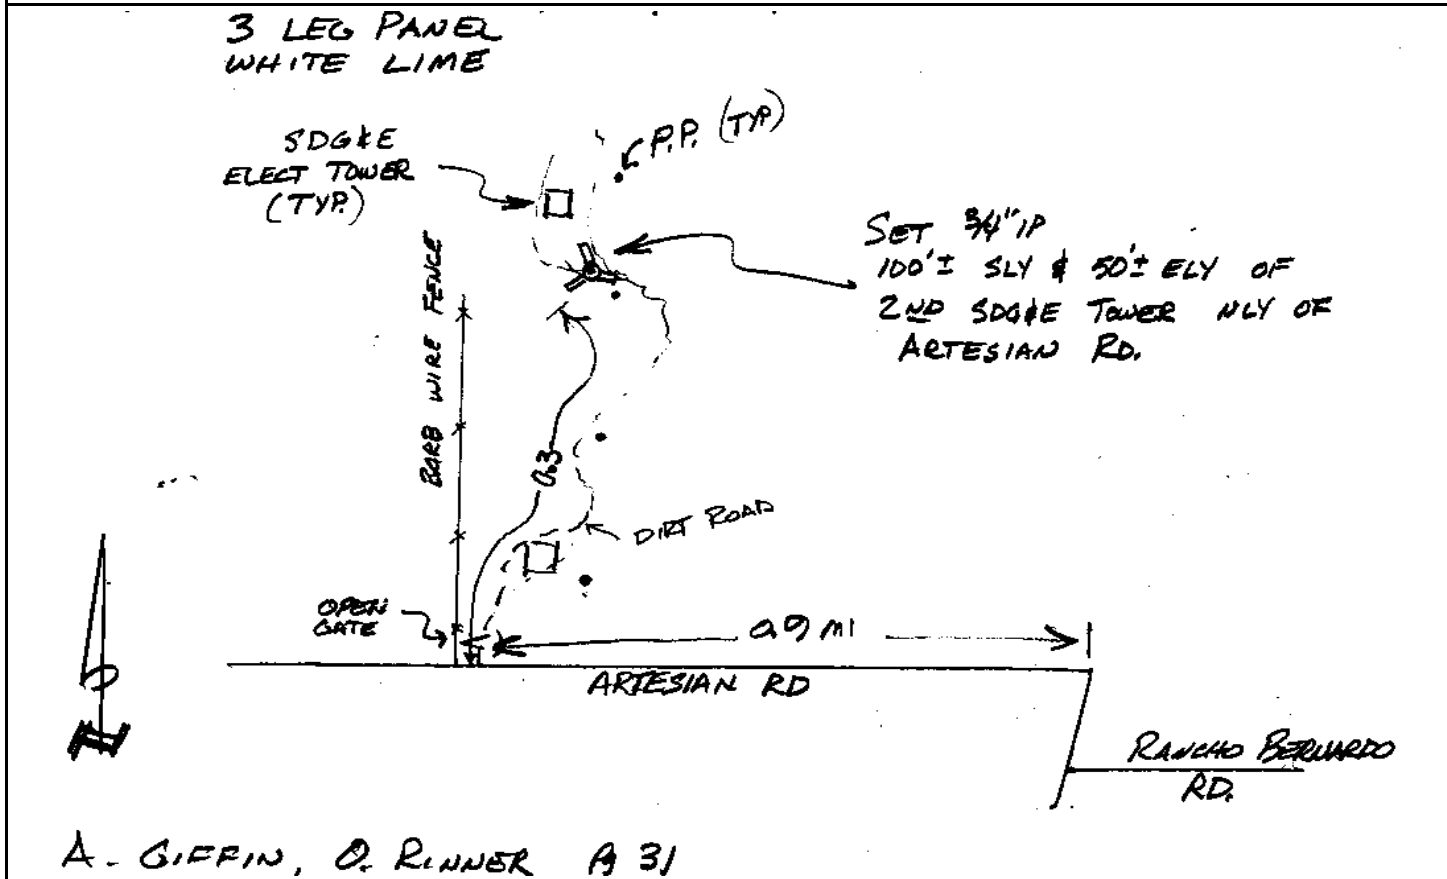 3 LEG PANEL
WHITE LIME
SDG&E
ELECT TOWER
(TYP.)
P.P. (TYP)
SET 3/4" IP
100'± SLY & 50'± ELY OF
2ND SDG&E TOWER NLY OF
ARTESIAN RD.
BARB WIRE FENCE
0.3
DIRT ROAD
OPEN
GATE
0.9 MI
ARTESIAN RD
RANCHO BERNARDO
RD.
A. GIFFIN, O. RINNER Pg 31